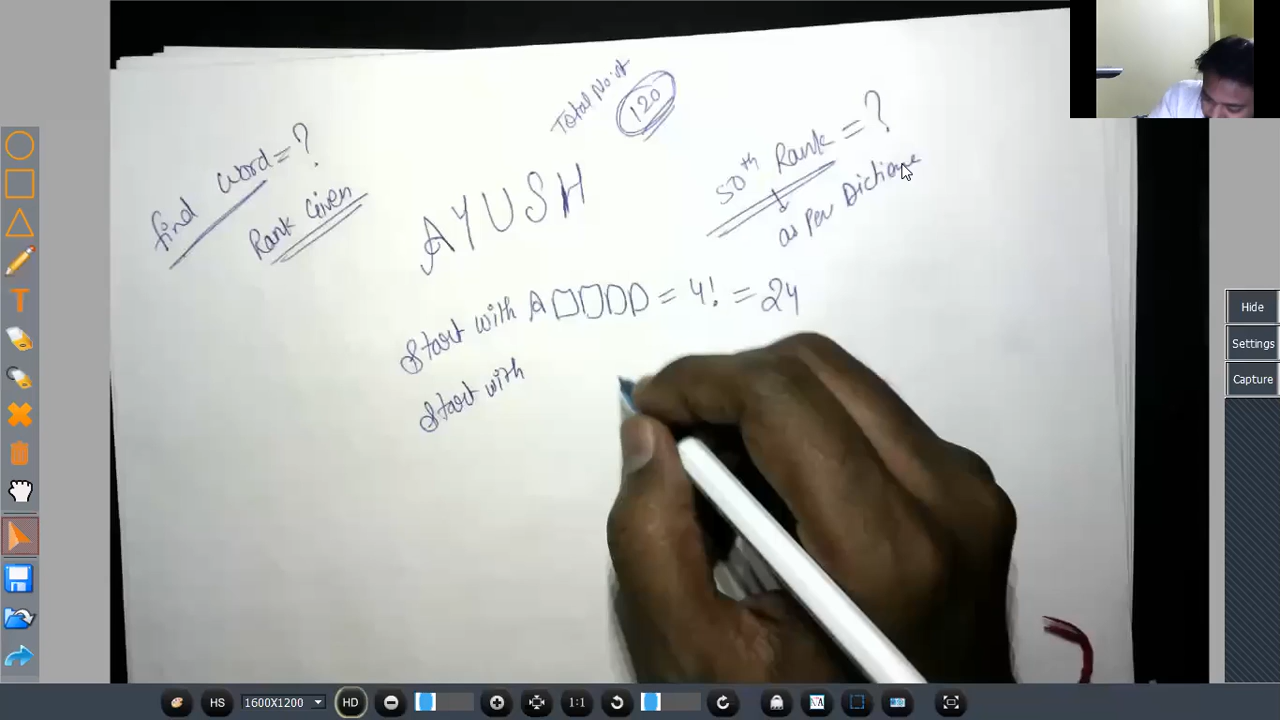 Total No. of
120
find word = ?
Rank Given
50th Rank = ?
as Per Dictionare
AYUSH
Start with A□□□□ = 4! = 24
Start with
Hide
Settings
Capture
HS
1600X1200
HD
1:1